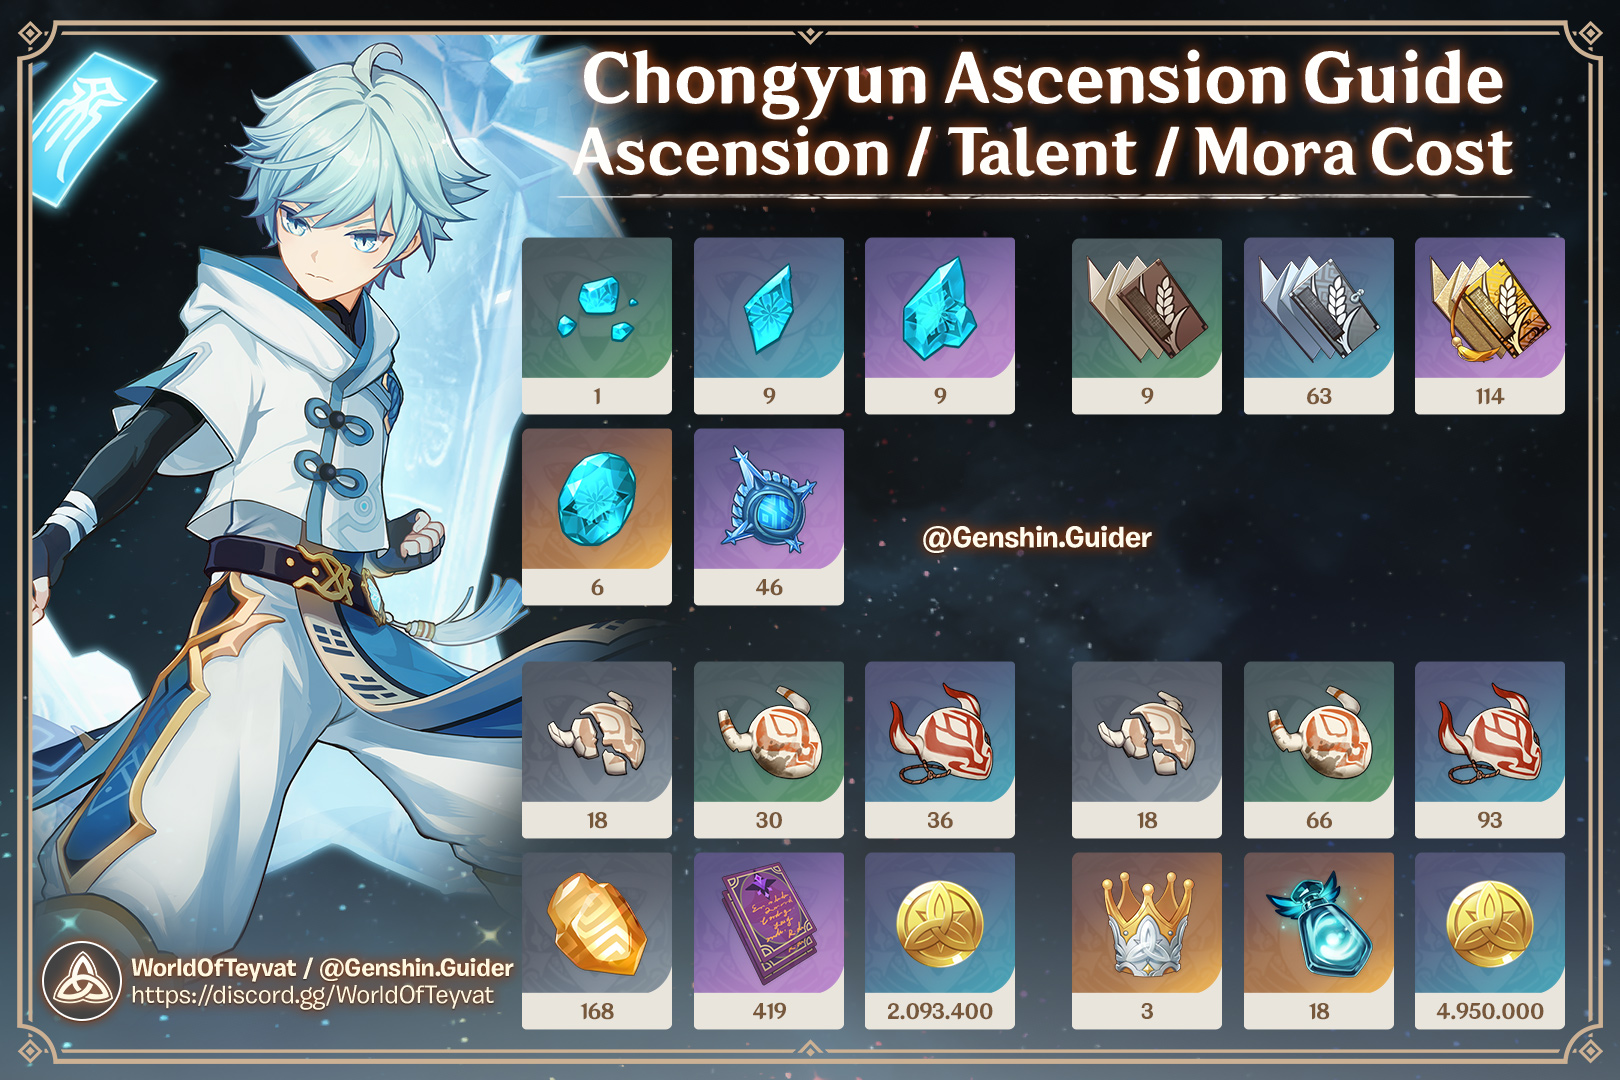 Chongyun Ascension Guide
Ascension / Talent / Mora Cost
1 9 9 9 63 114
6 46
@Genshin.Guider
18 30 36 18 66 93
168 419 2.093.400 3 18 4.950.000
WorldOfTeyvat / @Genshin.Guider
https://discord.gg/WorldOfTeyvat